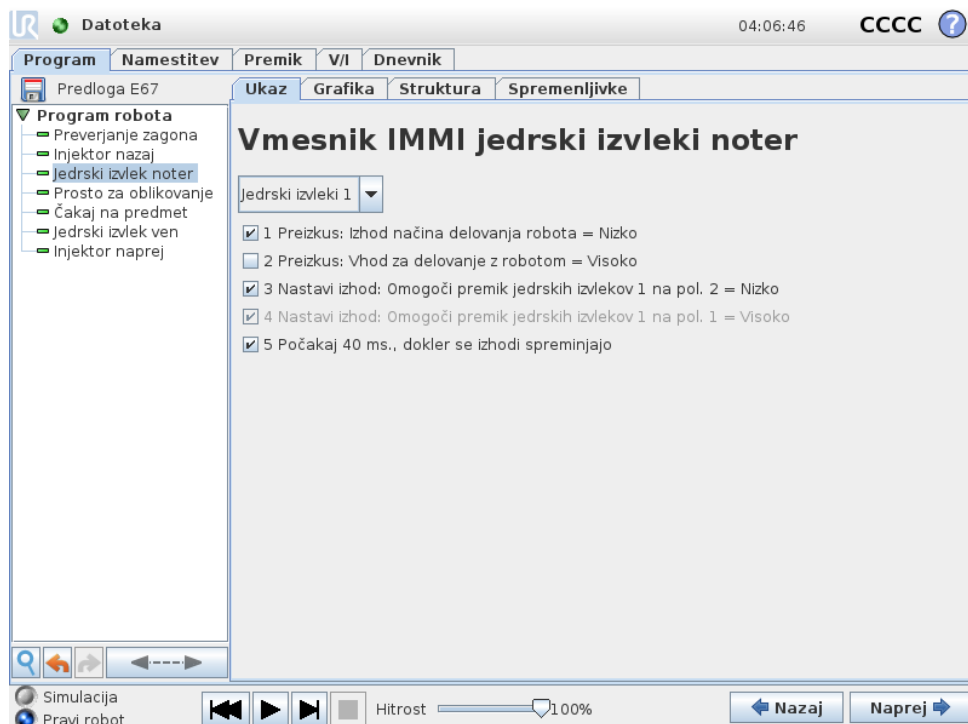 UR Datoteka 04:06:46 CCCC ?
Program Namestitev Premik V/I Dnevnik
Predloga E67
Ukaz Grafika Struktura Spremenljivke
Program robota
Preverjanje zagona
Injektor nazaj
Jedrski izvlek noter
Prosto za oblikovanje
Čakaj na predmet
Jedrski izvlek ven
Injektor naprej
Vmesnik IMMI jedrski izvleki noter
Jedrski izvleki 1
1 Preizkus: Izhod načina delovanja robota = Nizko
2 Preizkus: Vhod za delovanje z robotom = Visoko
3 Nastavi izhod: Omogoči premik jedrskih izvlekov 1 na pol. 2 = Nizko
4 Nastavi izhod: Omogoči premik jedrskih izvlekov 1 na pol. 1 = Visoko
5 Počakaj 40 ms., dokler se izhodi spreminjajo
Simulacija
Pravi robot
Hitrost 100%
Nazaj Naprej